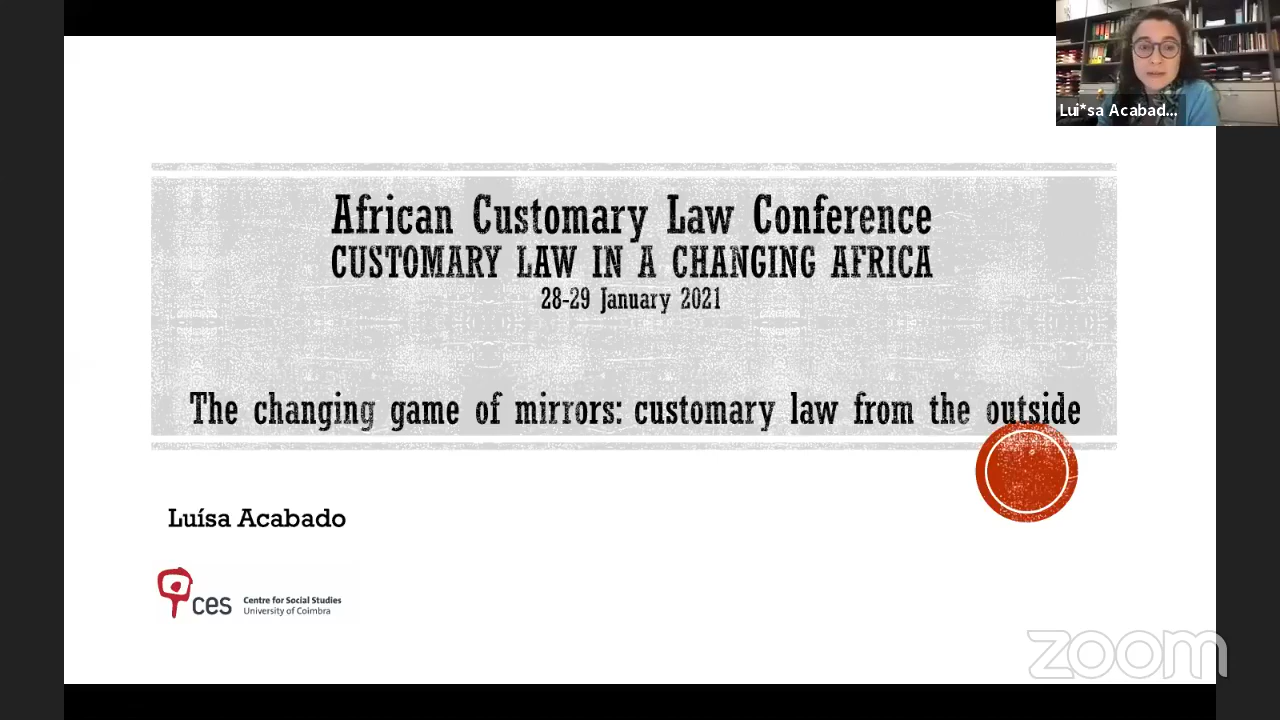 Lui*sa Acabad...
African Customary Law Conference
CUSTOMARY LAW IN A CHANGING AFRICA
28-29 January 2021
The changing game of mirrors: customary law from the outside
Luísa Acabado
ces
Centre for Social Studies
University of Coimbra
zoom